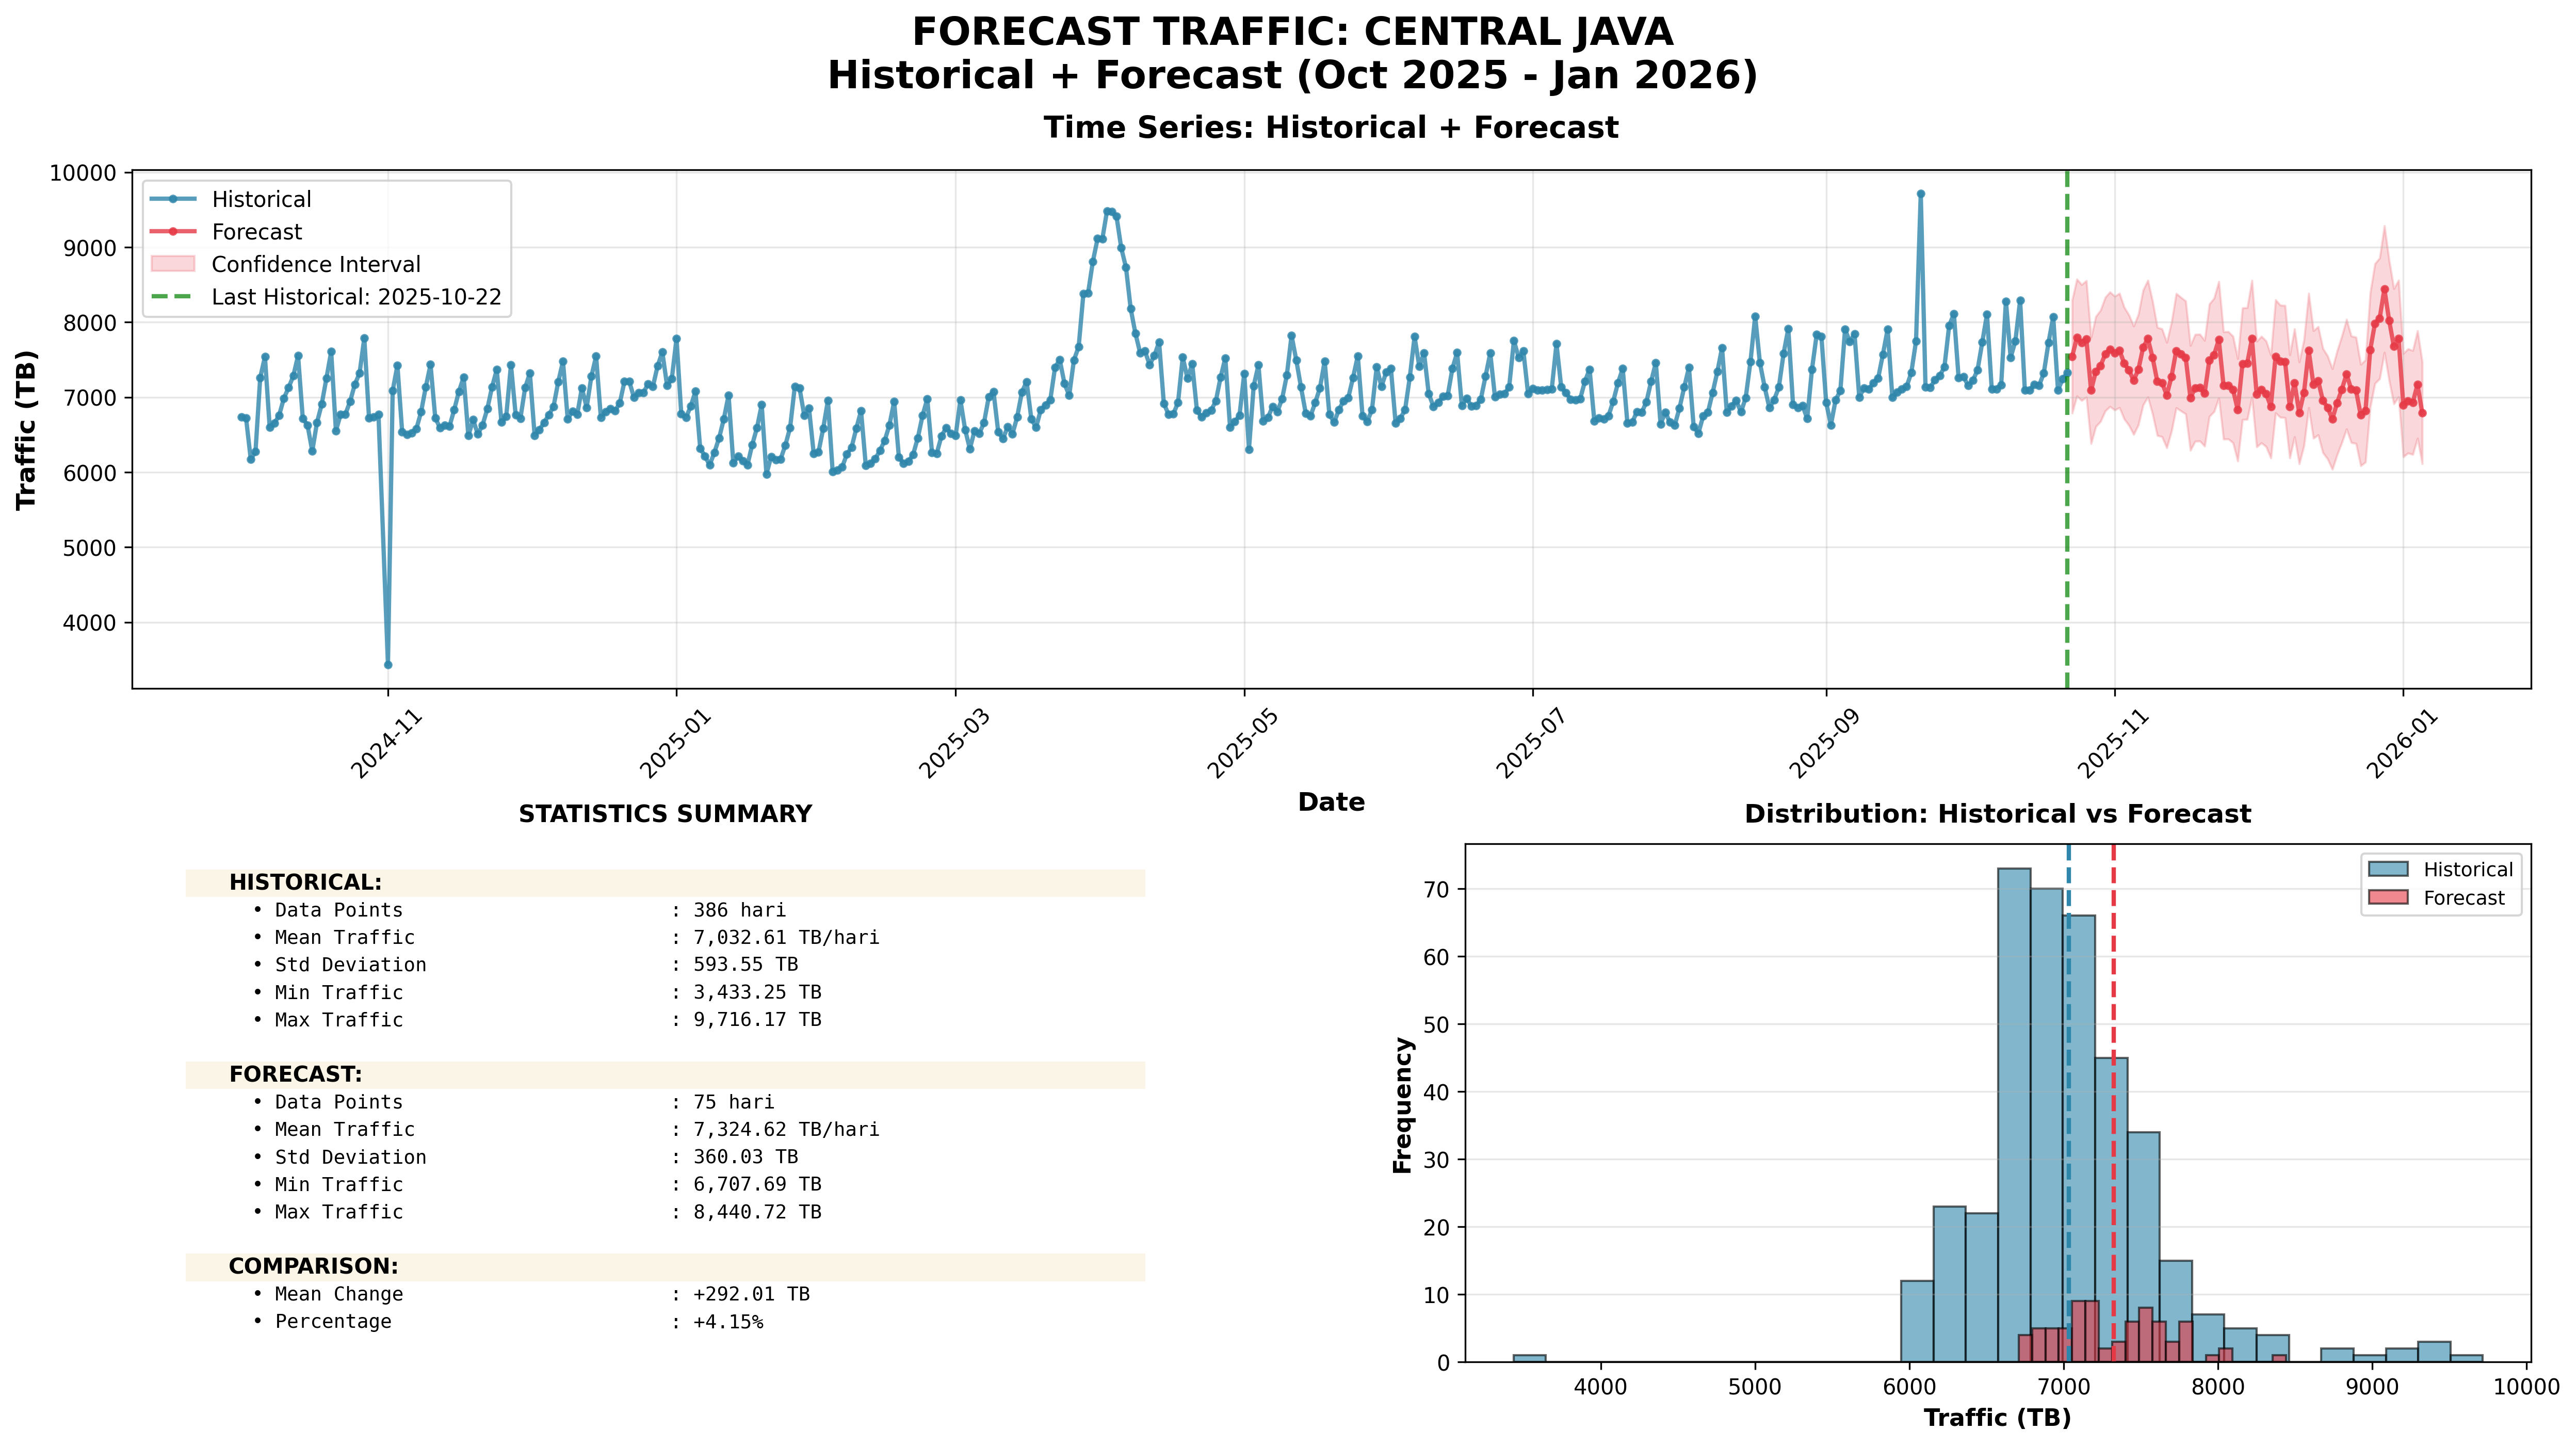 FORECAST TRAFFIC: CENTRAL JAVA
Historical + Forecast (Oct 2025 - Jan 2026)
Time Series: Historical + Forecast
Traffic (TB)
10000
9000
8000
7000
6000
5000
4000
Historical
Forecast
Confidence Interval
Last Historical: 2025-10-22
2024-11
2025-01
2025-03
2025-05
2025-07
2025-09
2025-11
2026-01
Date
STATISTICS SUMMARY
HISTORICAL:
• Data Points : 386 hari
• Mean Traffic : 7,032.61 TB/hari
• Std Deviation : 593.55 TB
• Min Traffic : 3,433.25 TB
• Max Traffic : 9,716.17 TB
FORECAST:
• Data Points : 75 hari
• Mean Traffic : 7,324.62 TB/hari
• Std Deviation : 360.03 TB
• Min Traffic : 6,707.69 TB
• Max Traffic : 8,440.72 TB
COMPARISON:
• Mean Change : +292.01 TB
• Percentage : +4.15%
Distribution: Historical vs Forecast
Frequency
70
60
50
40
30
20
10
0
Historical
Forecast
4000
5000
6000
7000
8000
9000
10000
Traffic (TB)